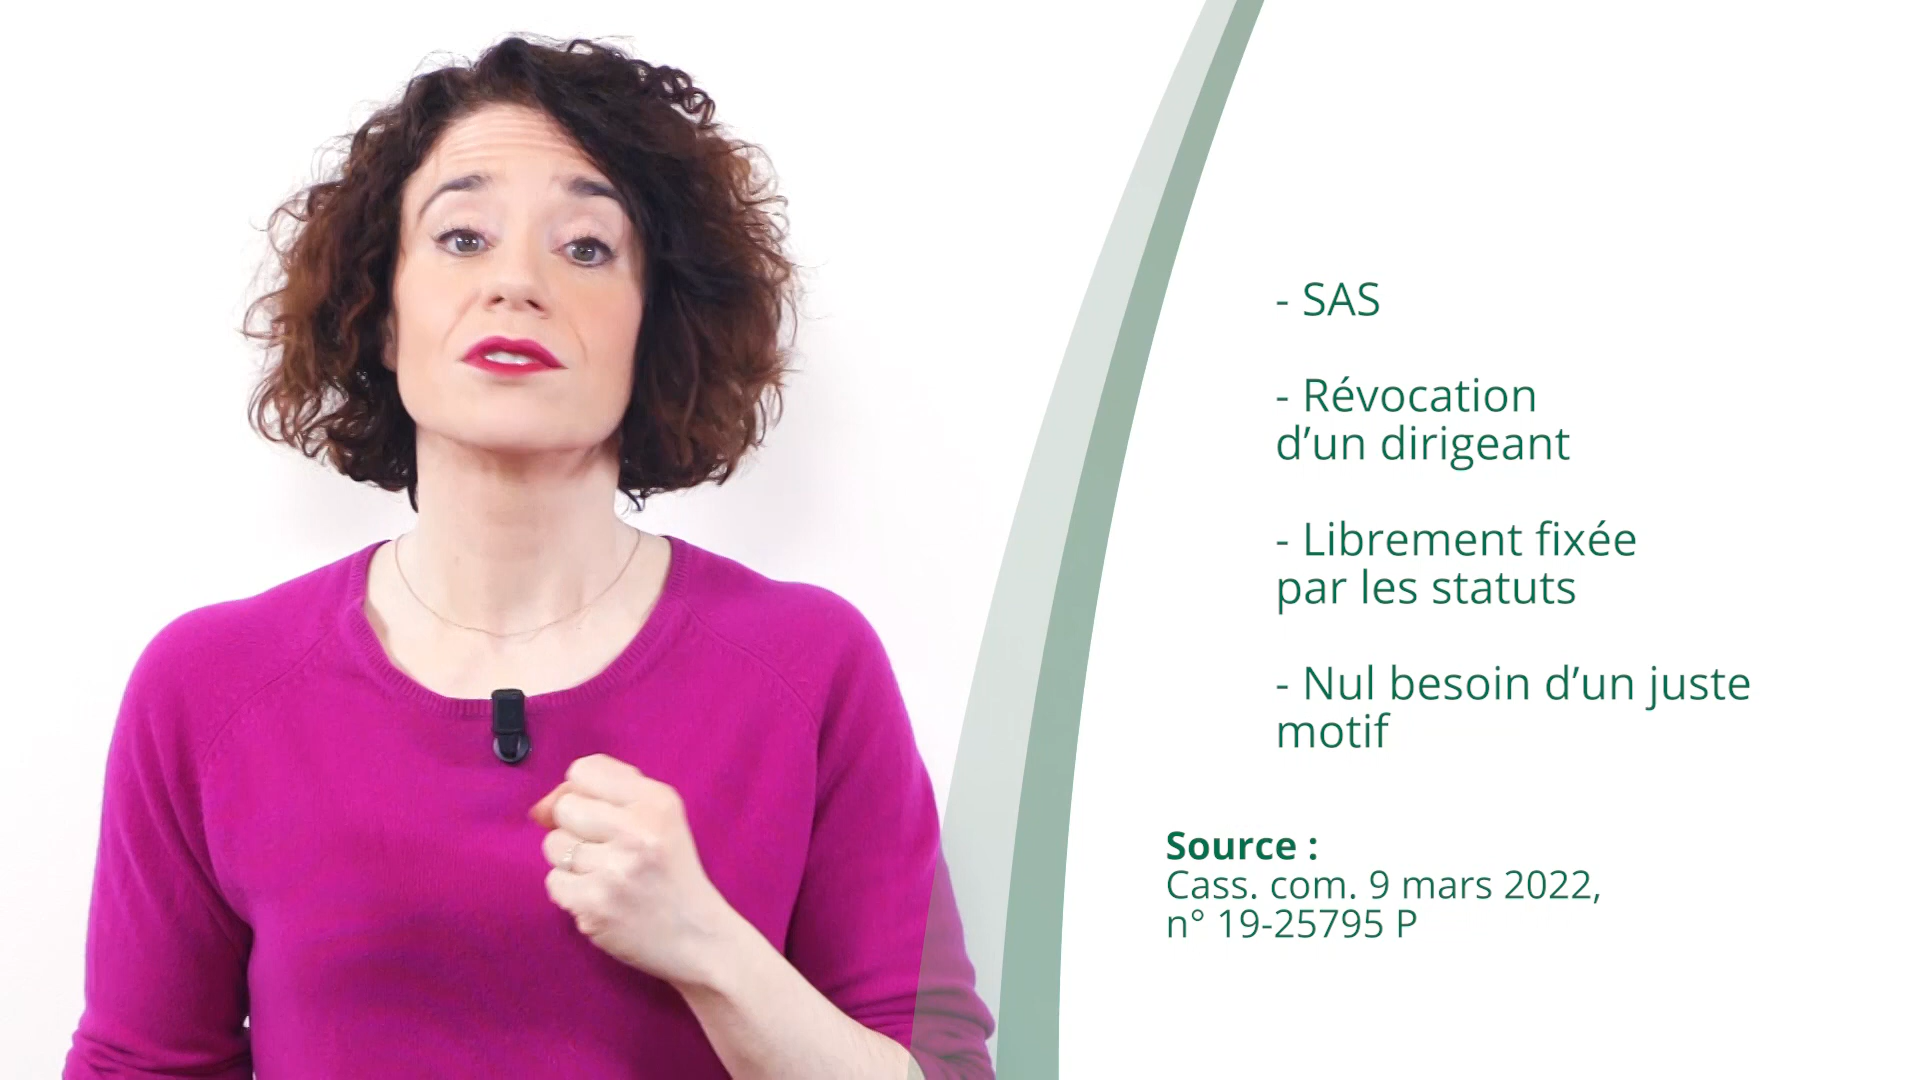 - SAS
- Révocation
d’un dirigeant
- Librement fixée
par les statuts
- Nul besoin d’un juste
motif
Source :
Cass. com. 9 mars 2022,
n° 19-25795 P